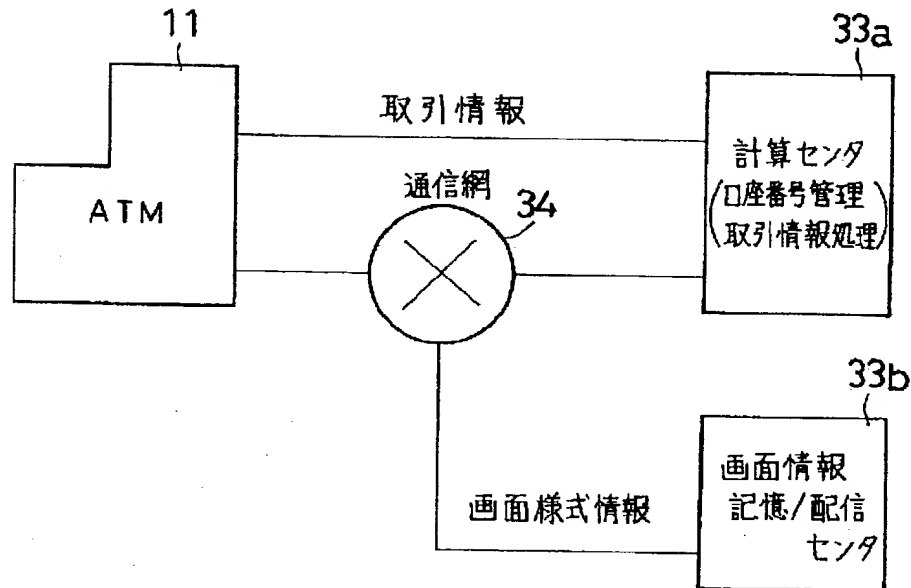 11
33a
取引情報
計算センタ
(口座番号管理
取引情報処理)
通信網
34
ATM
33b
画面情報
記憶/配信
センタ
画面様式情報